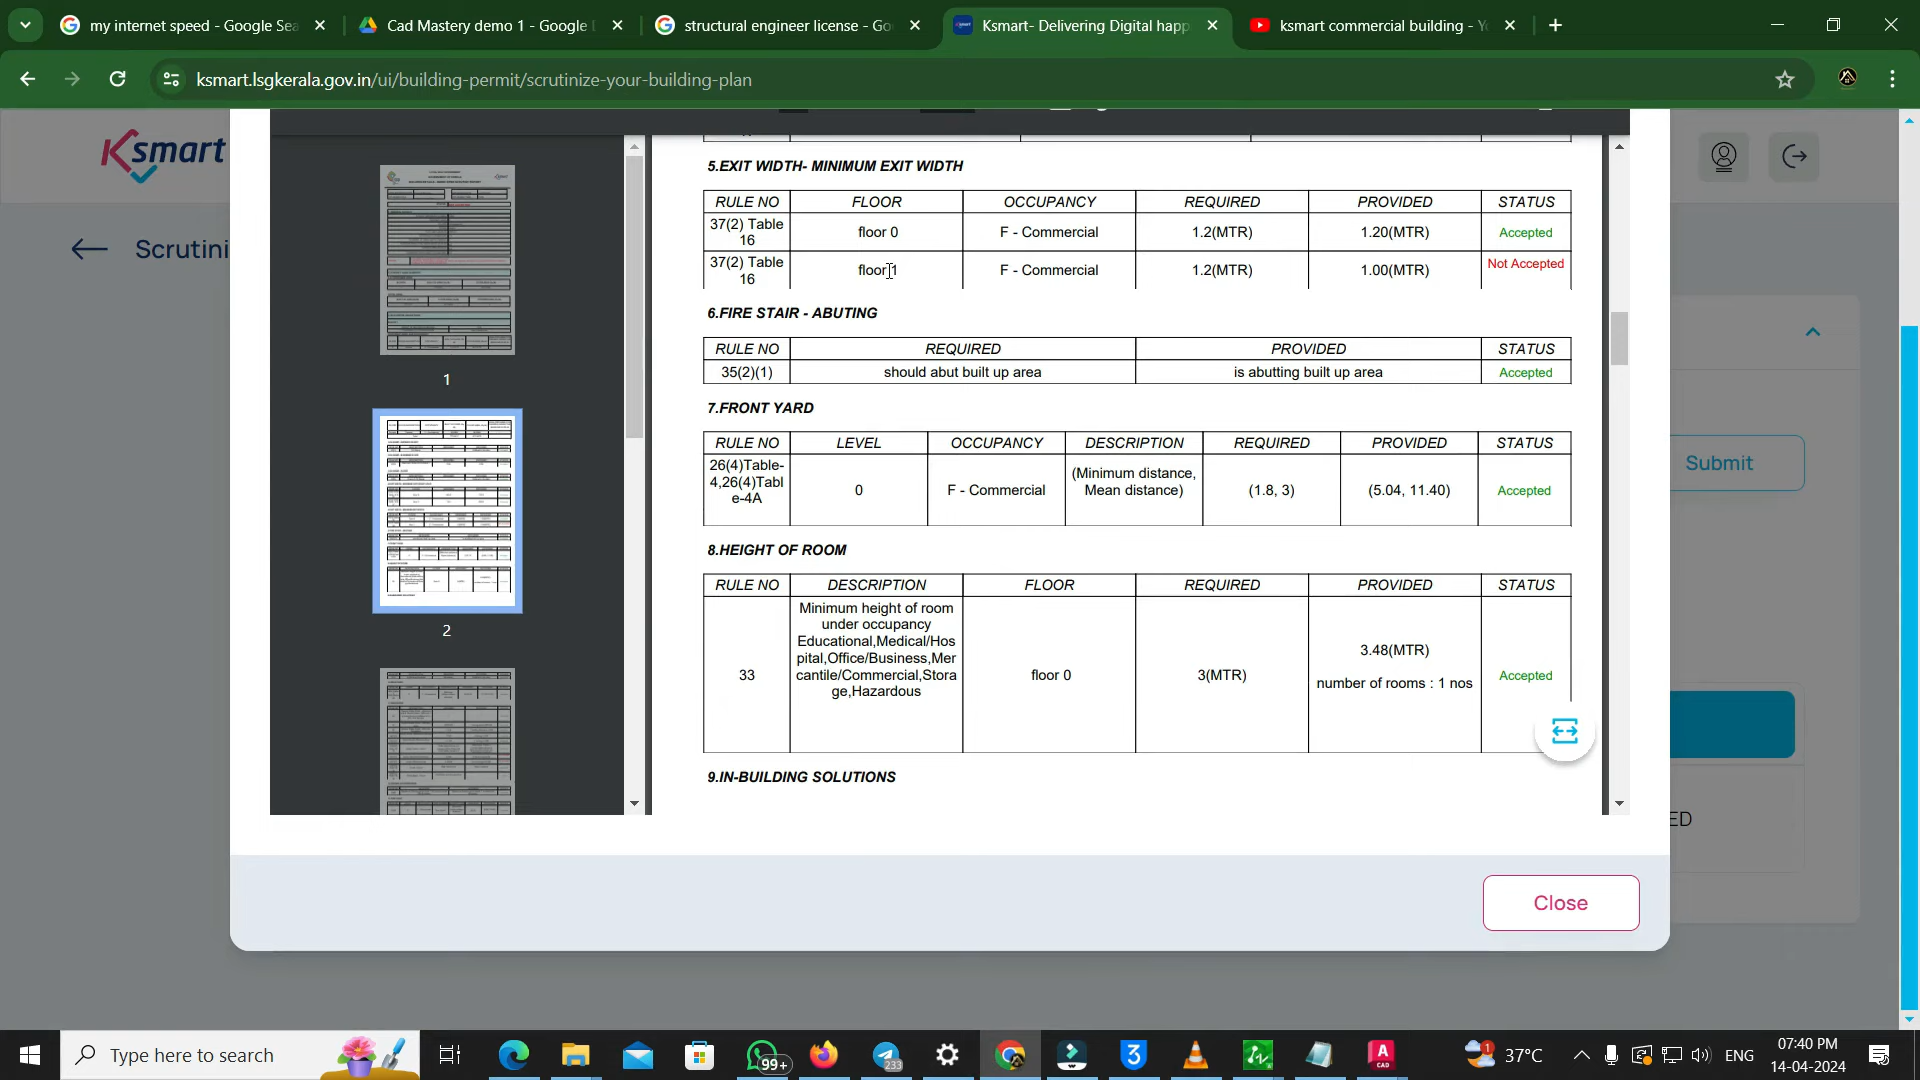 my internet speed - Google Sea
Cad Mastery demo 1 - Google D
structural engineer license - Go
Ksmart- Delivering Digital happ
ksmart commercial building - Y
ksmart.lsgkerala.gov.in/ui/building-permit/scrutinize-your-building-plan
Ksmart
Scrutini
5.EXIT WIDTH- MINIMUM EXIT WIDTH
RULE NO FLOOR OCCUPANCY REQUIRED PROVIDED STATUS
37(2) Table 16 floor 0 F - Commercial 1.2(MTR) 1.20(MTR) Accepted
37(2) Table 16 floor 1 F - Commercial 1.2(MTR) 1.00(MTR) Not Accepted
6.FIRE STAIR - ABUTING
RULE NO REQUIRED PROVIDED STATUS
35(2)(1) should abut built up area is abutting built up area Accepted
7.FRONT YARD
RULE NO LEVEL OCCUPANCY DESCRIPTION REQUIRED PROVIDED STATUS
26(4)Table-
4,26(4)Tabl
e-4A
0 F - Commercial
(Minimum distance,
Mean distance)
(1.8, 3) (5.04, 11.40) Accepted
8.HEIGHT OF ROOM
RULE NO DESCRIPTION FLOOR REQUIRED PROVIDED STATUS
33
Minimum height of room
under occupancy
Educational,Medical/Hos
pital,Office/Business,Mer
cantile/Commercial,Stora
ge,Hazardous
floor 0 3(MTR)
3.48(MTR)
number of rooms : 1 nos
Accepted
9.IN-BUILDING SOLUTIONS
1
2
Submit
ED
Close
Type here to search
99+
233
1
37°C
ENG
07:40 PM
14-04-2024